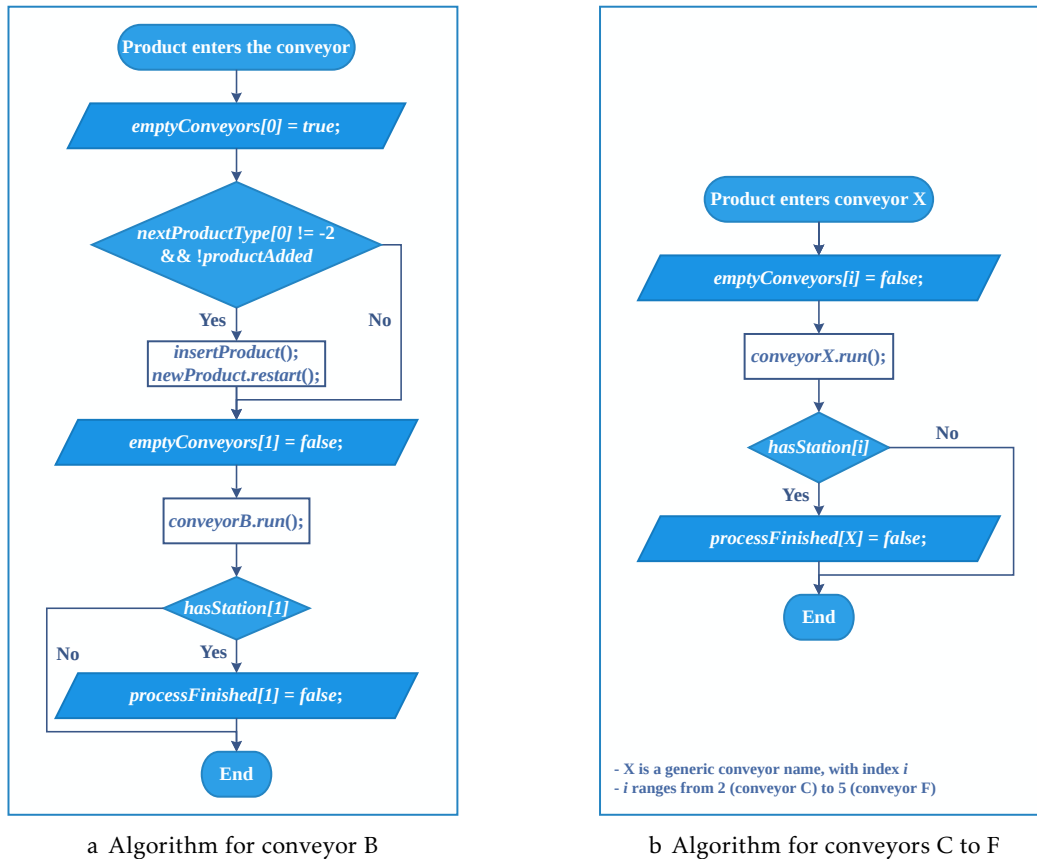 Product enters the conveyor
emptyConveyors[0] = true;
nextProductType[0] != -2
&& !productAdded
Yes
No
insertProduct();
newProduct.restart();
emptyConveyors[1] = false;
conveyorB.run();
hasStation[1]
No
Yes
processFinished[1] = false;
End
a Algorithm for conveyor B
Product enters conveyor X
emptyConveyors[i] = false;
conveyorX.run();
hasStation[i]
No
Yes
processFinished[X] = false;
End
- X is a generic conveyor name, with index i
- i ranges from 2 (conveyor C) to 5 (conveyor F)
b Algorithm for conveyors C to F